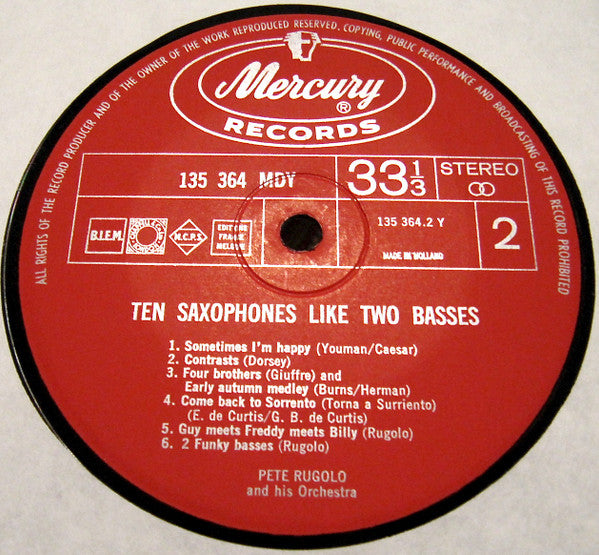 ALL RIGHTS OF THE RECORD PRODUCER AND OF THE OWNER OF THE WORK REPRODUCED RESERVED. COPYING, PUBLIC PERFORMANCE AND BROADCASTING OF THIS RECORD PROHIBITED
Mercury
®
RECORDS
135 364 MDY
33 1/3
STEREO
B.I.E.M.
N.C.P.S.
135 364.2 Y
2
MADE IN HOLLAND
TEN SAXOPHONES LIKE TWO BASSES
1. Sometimes I'm happy (Youman/Caesar)
2. Contrasts (Dorsey)
3. Four brothers (Giuffre) and
Early autumn medley (Burns/Herman)
4. Come back to Sorrento (Torna a Surriento)
(E. de Curtis/G. B. de Curtis)
5. Guy meets Freddy meets Billy (Rugolo)
6. 2 Funky basses (Rugolo)
PETE RUGOLO
and his Orchestra